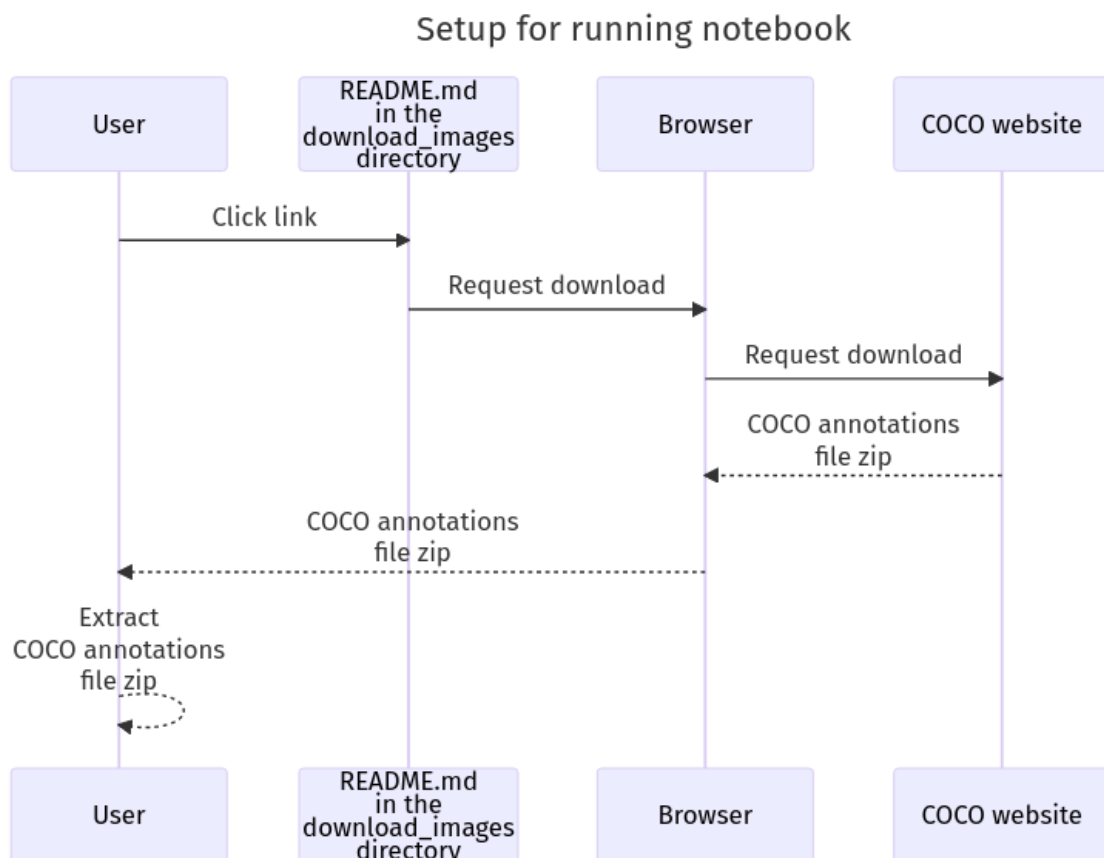 Setup for running notebook
User
README.md
in the
download_images
directory
Browser
COCO website
Click link
Request download
Request download
COCO annotations
file zip
COCO annotations
file zip
Extract
COCO annotations
file zip
User
README.md
in the
download_images
directory
Browser
COCO website